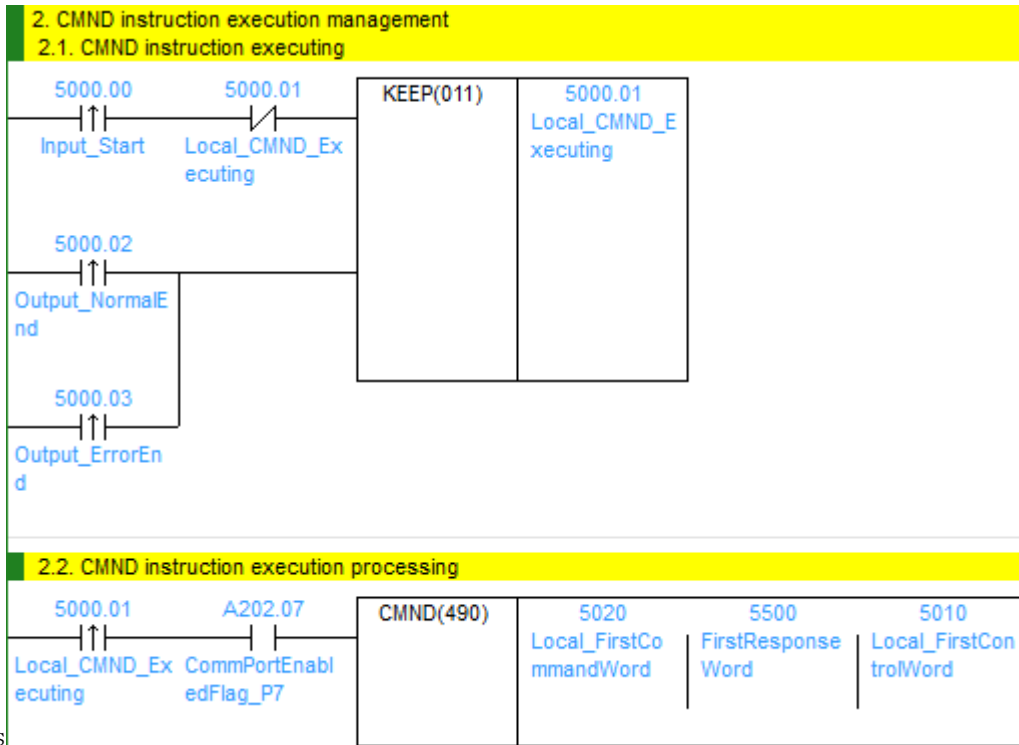 2. CMND instruction execution management
2.1. CMND instruction executing
5000.00 5000.01 KEEP(011) 5000.01
Input_Start Local_CMND_Ex Local_CMND_E
ecuting xecuting
5000.02
Output_NormalE
nd
5000.03
Output_ErrorEn
d
2.2. CMND instruction execution processing
5000.01 A202.07 CMND(490) 5020 5500 5010
Local_CMND_Ex CommPortEnabl Local_FirstCo FirstResponse Local_FirstCon
ecuting edFlag_P7 mmandWord Word trolWord
s